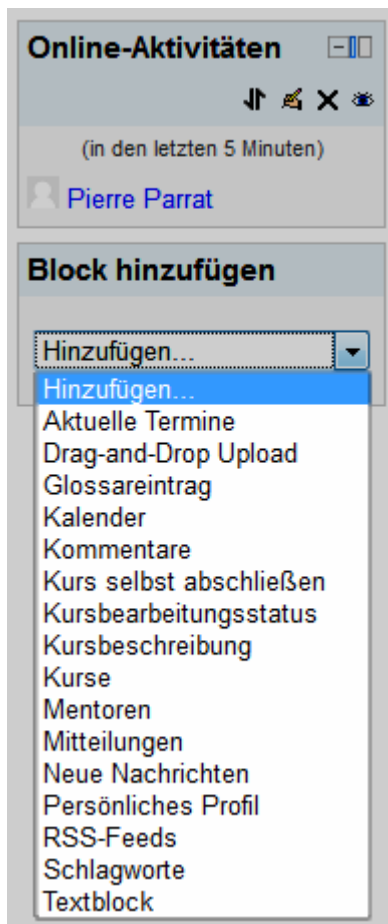 Online-Aktivitäten
(in den letzten 5 Minuten)
Pierre Parrat
Block hinzufügen
Hinzufügen...
Hinzufügen...
Aktuelle Termine
Drag-and-Drop Upload
Glossareintrag
Kalender
Kommentare
Kurs selbst abschließen
Kursbearbeitungsstatus
Kursbeschreibung
Kurse
Mentoren
Mitteilungen
Neue Nachrichten
Persönliches Profil
RSS-Feeds
Schlagworte
Textblock